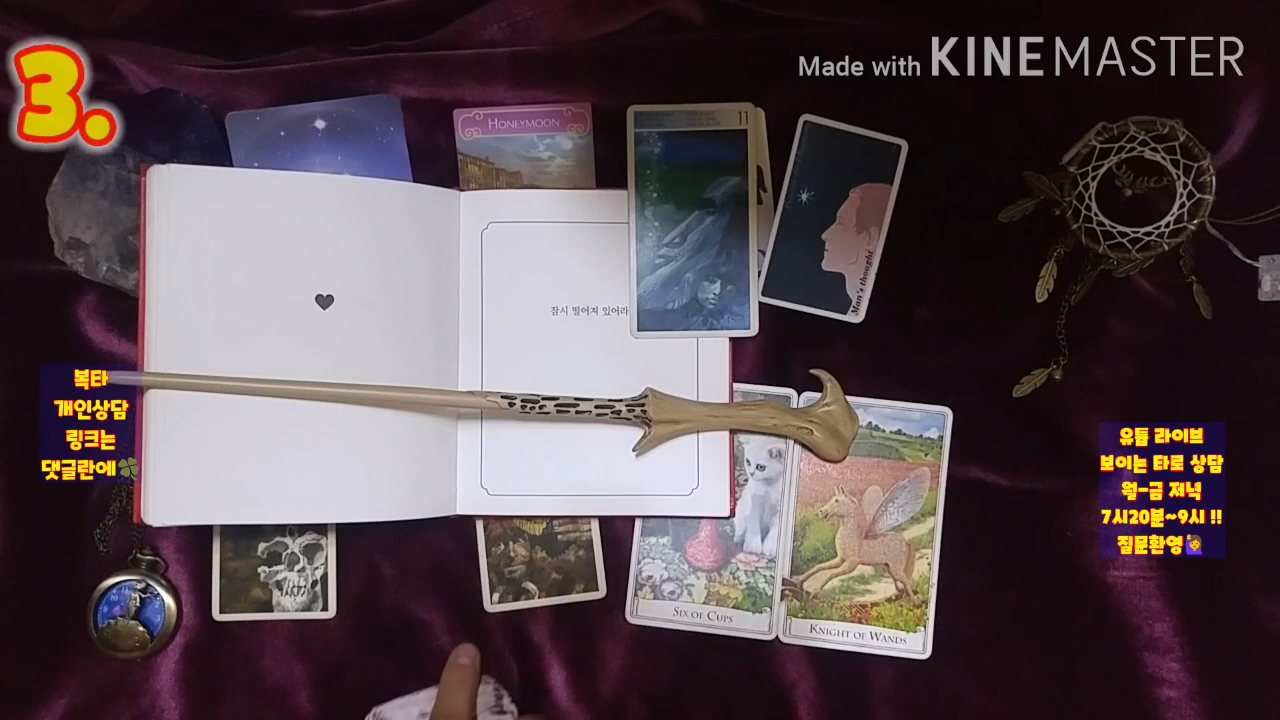 3.
Made with KINEMASTER
HONEYMOON
11
Man's thought
잠시 떨어져 있어라
복타
개인상담
링크는
댓글란에🍀
유튭 라이브
보이는 타로 상담
월-금 저녁
7시20분~9시 !!
질문환영🙋‍♀️
SIX OF CUPS
KNIGHT OF WANDS